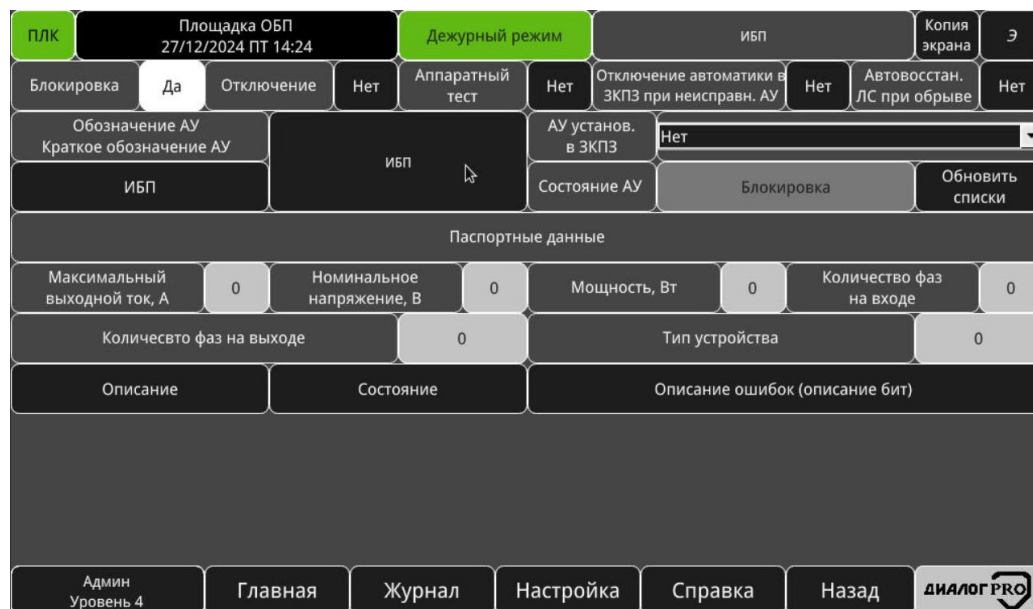 ПЛК
Площадка ОБП
27/12/2024 ПТ 14:24
Дежурный режим
ИБП
Копия
экрана
Э
Блокировка
Да
Отключение
Нет
Аппаратный
тест
Нет
Отключение автоматики в
ЗКПЗ при неисправн. АУ
Нет
Автовосстан.
ЛС при обрыве
Нет
Обозначение АУ
Краткое обозначение АУ
ИБП
АУ установ.
в ЗКПЗ
Нет
ИБП
Состояние АУ
Блокировка
Обновить
списки
Паспортные данные
Максимальный
выходной ток, А
0
Номинальное
напряжение, В
0
Мощность, Вт
0
Количество фаз
на входе
0
Количесвто фаз на выходе
0
Тип устройства
0
Описание
Состояние
Описание ошибок (описание бит)
Админ
Уровень 4
Главная
Журнал
Настройка
Справка
Назад
ДИАЛОГ PRO